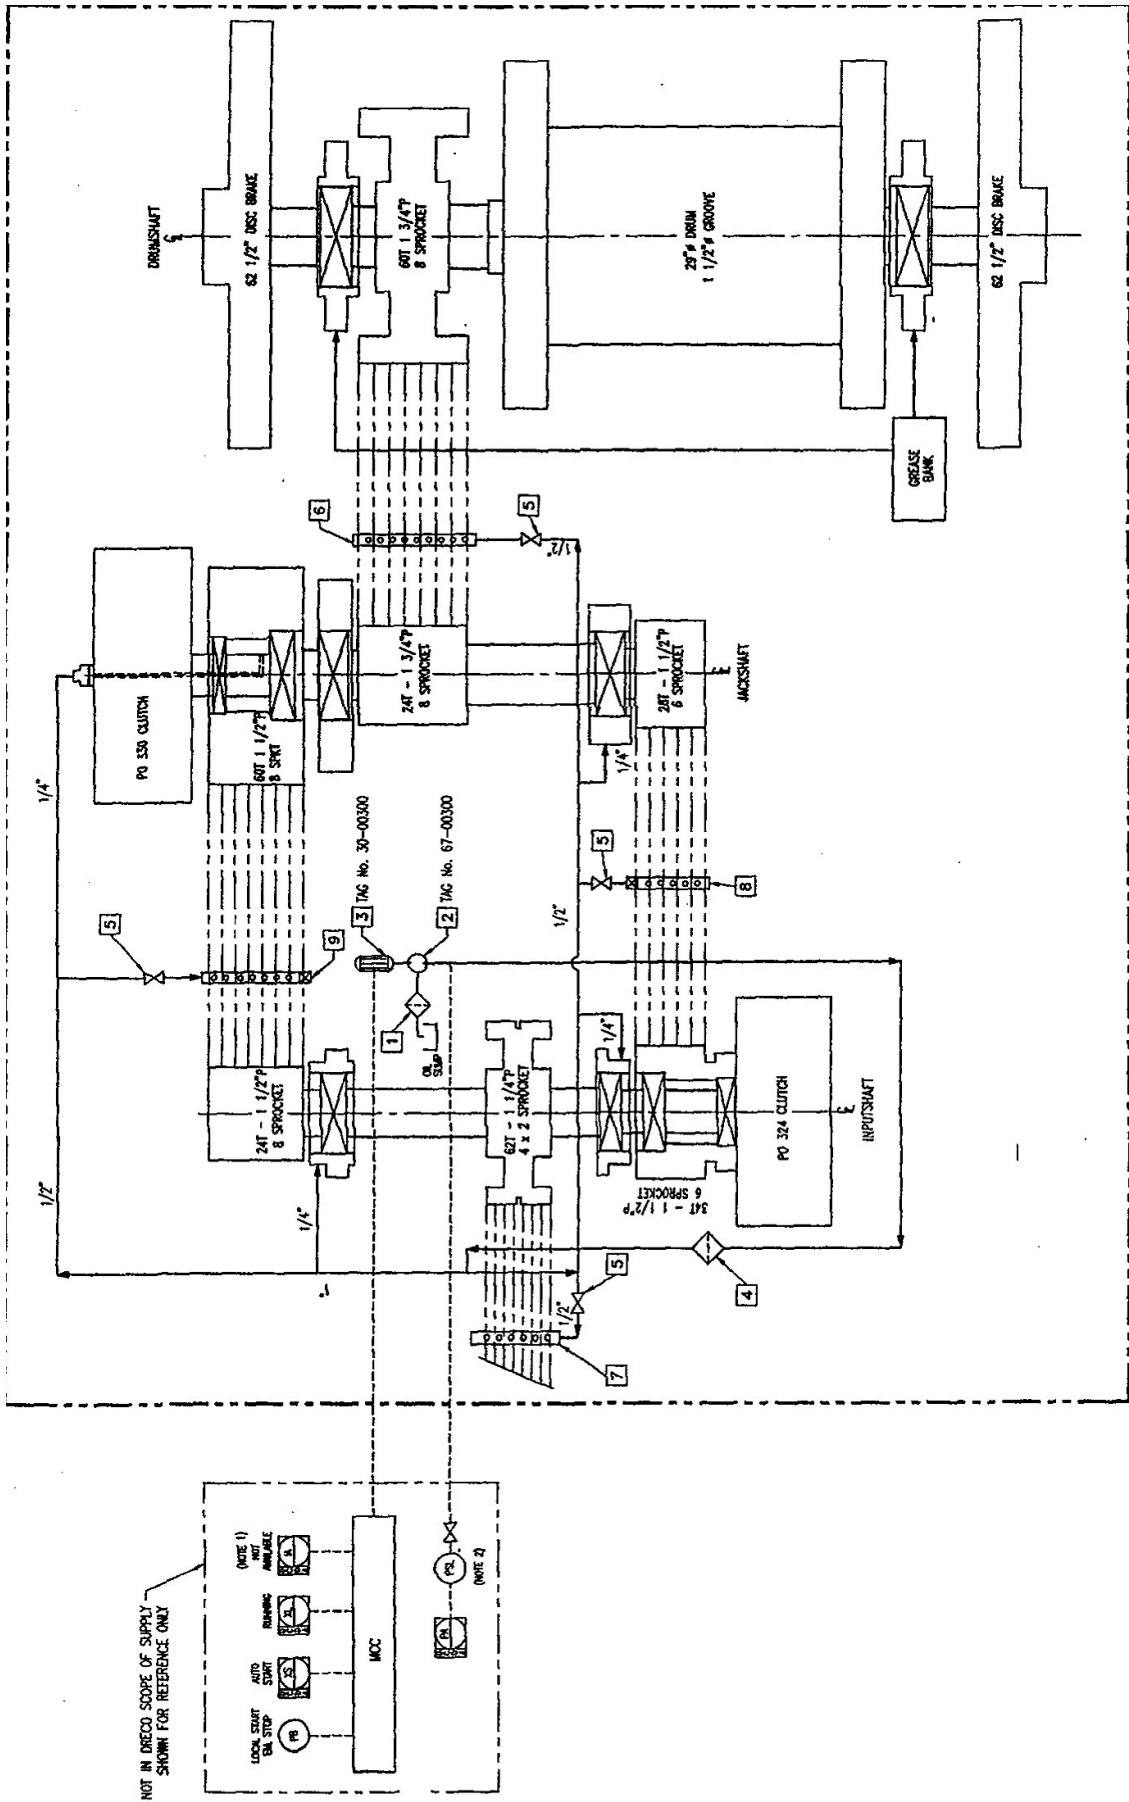 NOT IN DRECO SCOPE OF SUPPLY
SHOWN FOR REFERENCE ONLY
LOCAL START
EM. STOP
PB
AUTO
START
XS
RUNNING
XL
(NOTE 1)
NOT
AVAILABLE
MCC
PSL
(NOTE 2)
1/2"
1/4"
1/4"
1"
1/2"
5
5
5
5
7
4
24T - 1 1/2"P
8 SPROCKET
62T - 1 1/4"P
4 x 2 SPROCKET
34T - 1 1/2"P
6 SPROCKET
1/4"
PO 324 CLUTCH
INPUTSHAFT
OIL
SUMP
1
2
TAG No. 67-00300
3
TAG No. 30-00300
9
8
1/2"
PO 330 CLUTCH
60T 1 1/2"P
8 SPKT
24T - 1 3/4"P
8 SPROCKET
1/4"
28T - 1 1/2"P
6 SPROCKET
JACKSHAFT
6
1/2"
GREASE
BANK
DRUMSHAFT
62 1/2" DISC BRAKE
60T 1 3/4"P
8 SPROCKET
29"ø DRUM
1 1/2"ø GROOVE
62 1/2" DISC BRAKE